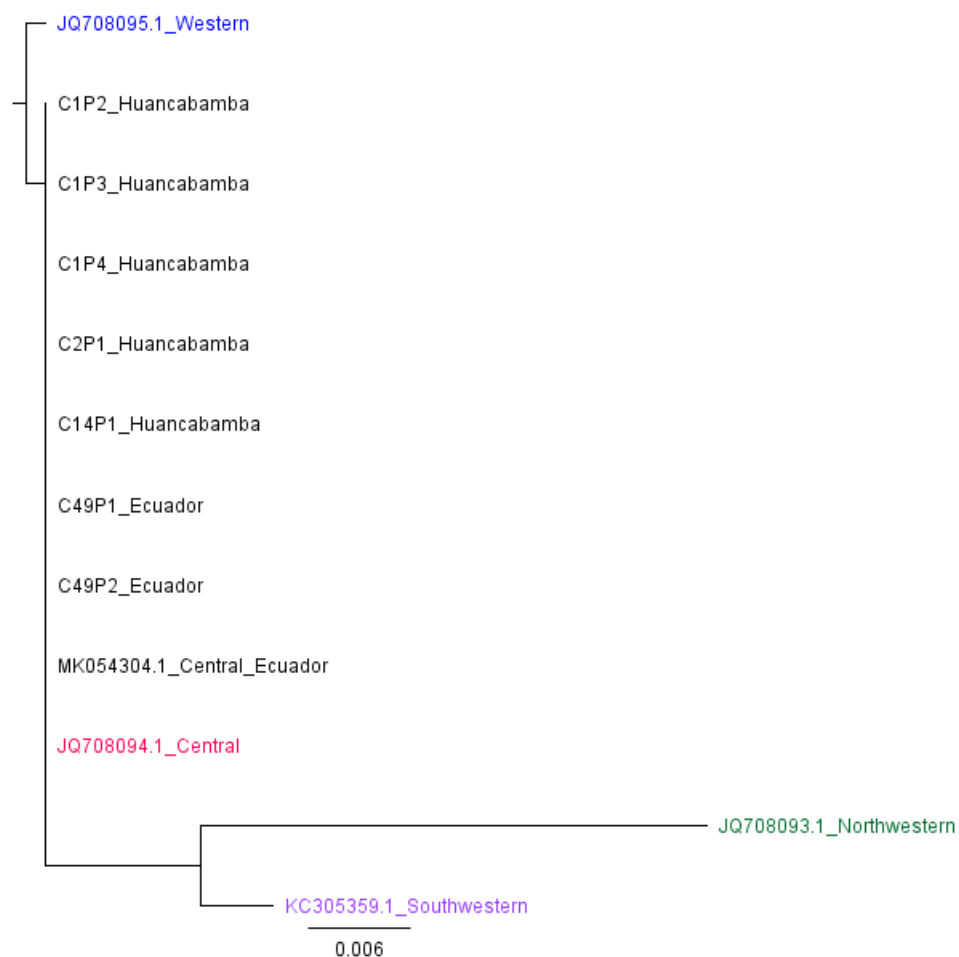 JQ708095.1_Western
C1P2_Huancabamba
C1P3_Huancabamba
C1P4_Huancabamba
C2P1_Huancabamba
C14P1_Huancabamba
C49P1_Ecuador
C49P2_Ecuador
MK054304.1_Central_Ecuador
JQ708094.1_Central
JQ708093.1_Northwestern
KC305359.1_Southwestern
0.006